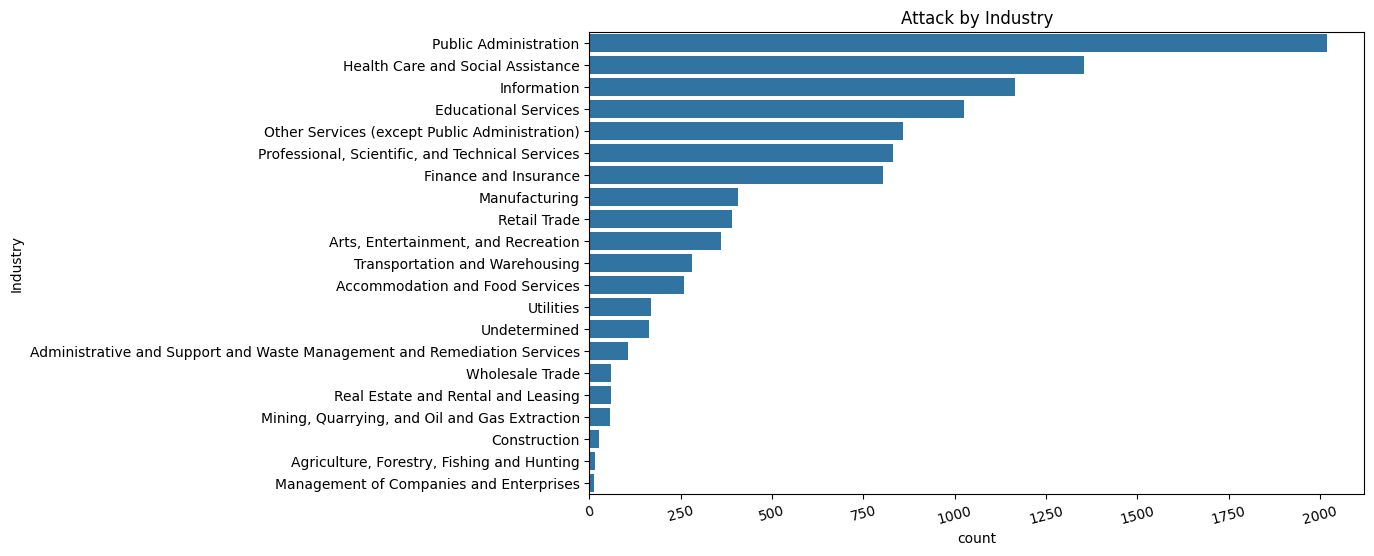 Attack by Industry
Industry
Public Administration
Health Care and Social Assistance
Information
Educational Services
Other Services (except Public Administration)
Professional, Scientific, and Technical Services
Finance and Insurance
Manufacturing
Retail Trade
Arts, Entertainment, and Recreation
Transportation and Warehousing
Accommodation and Food Services
Utilities
Undetermined
Administrative and Support and Waste Management and Remediation Services
Wholesale Trade
Real Estate and Rental and Leasing
Mining, Quarrying, and Oil and Gas Extraction
Construction
Agriculture, Forestry, Fishing and Hunting
Management of Companies and Enterprises
0 250 500 750 1000 1250 1500 1750 2000
count